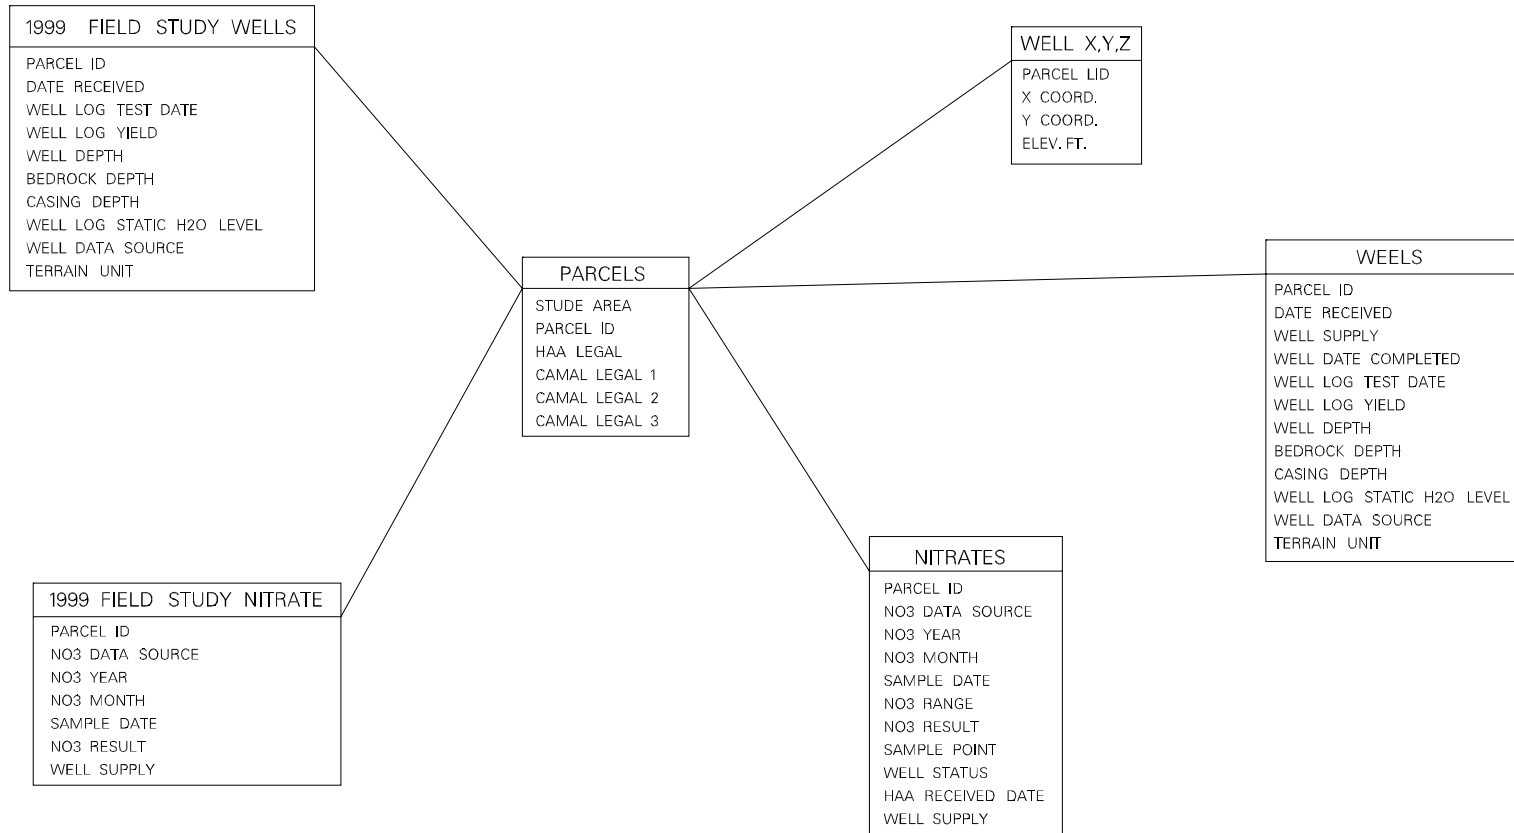 1999 FIELD STUDY WELLS
PARCEL ID
DATE RECEIVED
WELL LOG TEST DATE
WELL LOG YIELD
WELL DEPTH
BEDROCK DEPTH
CASING DEPTH
WELL LOG STATIC H2O LEVEL
WELL DATA SOURCE
TERRAIN UNIT
WELL X,Y,Z
PARCEL LID
X COORD.
Y COORD.
ELEV. FT.
PARCELS
STUDE AREA
PARCEL ID
HAA LEGAL
CAMAL LEGAL 1
CAMAL LEGAL 2
CAMAL LEGAL 3
WEELS
PARCEL ID
DATE RECEIVED
WELL SUPPLY
WELL DATE COMPLETED
WELL LOG TEST DATE
WELL LOG YIELD
WELL DEPTH
BEDROCK DEPTH
CASING DEPTH
WELL LOG STATIC H2O LEVEL
WELL DATA SOURCE
TERRAIN UNIT
1999 FIELD STUDY NITRATE
PARCEL ID
NO3 DATA SOURCE
NO3 YEAR
NO3 MONTH
SAMPLE DATE
NO3 RESULT
WELL SUPPLY
NITRATES
PARCEL ID
NO3 DATA SOURCE
NO3 YEAR
NO3 MONTH
SAMPLE DATE
NO3 RANGE
NO3 RESULT
SAMPLE POINT
WELL STATUS
HAA RECEIVED DATE
WELL SUPPLY